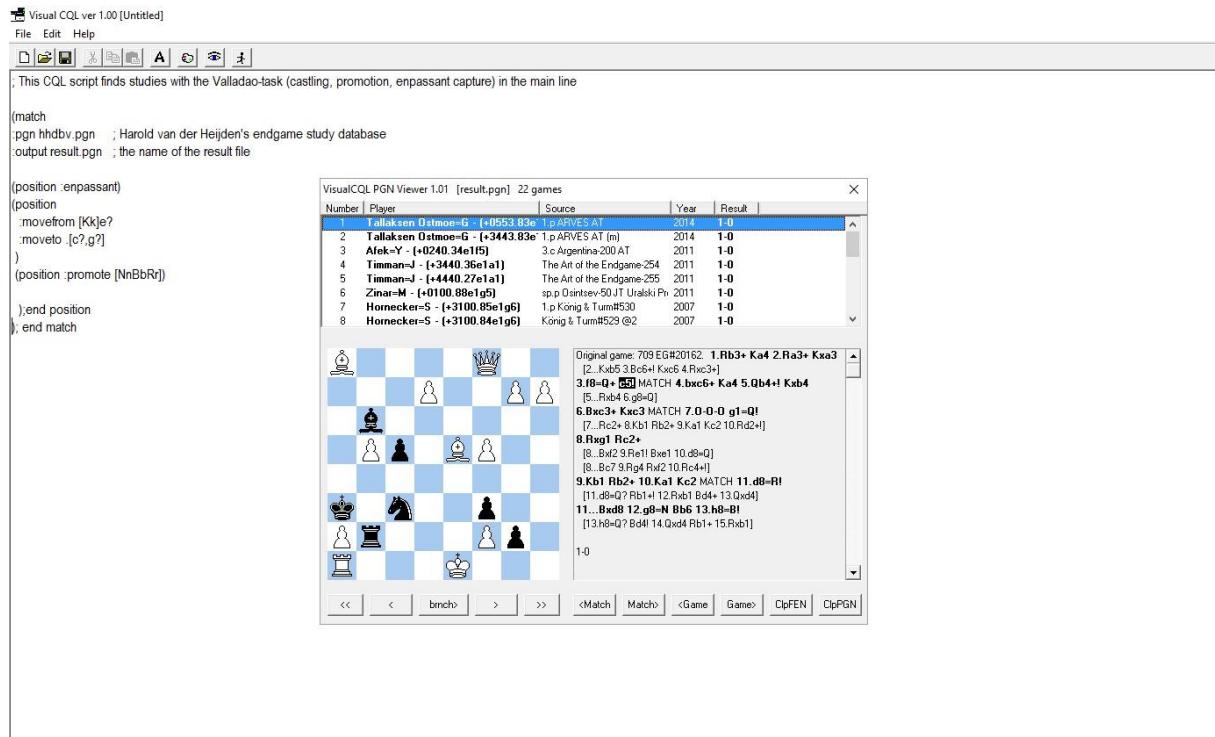 Visual CQL ver 1.00 [Untitled]
File Edit Help
A
; This CQL script finds studies with the Valladao-task (castling, promotion, enpassant capture) in the main line
(match
:pgn hhdbv.pgn ; Harold van der Heijden's endgame study database
:output result.pgn ; the name of the result file
(position :enpassant)
(position
:movefrom [Kk]e?
:moveto .[c?,g?]
)
(position :promote [NnBbRr])
);end position
); end match
VisualCQL PGN Viewer 1.01 [result.pgn] 22 games
Number Player Source Year Result
1 Tallaksen Ostmoe=G - (+0553.83e 1.p ARVES AT 2014 1-0
2 Tallaksen Ostmoe=G - (+3443.83e 1.p ARVES AT (m) 2014 1-0
3 Afek=Y - (+0240.34e1f5) 3.c Argentina-200 AT 2011 1-0
4 Timman=J - (+3440.36e1a1) The Art of the Endgame-254 2011 1-0
5 Timman=J - (+4440.27e1a1) The Art of the Endgame-255 2011 1-0
6 Zinar=M - (+0100.88e1g5) sp.p Osintsev-50 JT Uralski Pr 2011 1-0
7 Hornecker=S - (+3100.85e1g6) 1.p König & Turm#530 2007 1-0
8 Hornecker=S - (+3100.84e1g6) König & Turm#529 @2 2007 1-0
Original game: 709 EG#20162. 1.Rb3+ Ka4 2.Ra3+ Kxa3
[2...Kxb5 3.Bc6+! Kxc6 4.Rxc3+]
3.f8=Q+ c5! MATCH 4.bxc6+ Ka4 5.Qb4+! Kxb4
[5...Rxb4 6.g8=Q]
6.Bxc3+ Kxc3 MATCH 7.O-O-O g1=Q!
[7...Rc2+ 8.Kb1 Rb2+ 9.Ka1 Kc2 10.Rd2+!]
8.Rxg1 Rc2+
[8...Bxf2 9.Re1! Bxe1 10.d8=Q]
[8...Bc7 9.Rg4 Rxf2 10.Rc4+!]
9.Kb1 Rb2+ 10.Ka1 Kc2 MATCH 11.d8=R!
[11.d8=Q? Rb1+! 12.Rxb1 Bd4+ 13.Qxd4]
11...Bxd8 12.g8=N Bb6 13.h8=B!
[13.h8=Q? Bd4! 14.Qxd4 Rb1+ 15.Rxb1]
1-0
<< < brnch> > >> <Match Match> <Game Game> ClpFEN ClpPGN